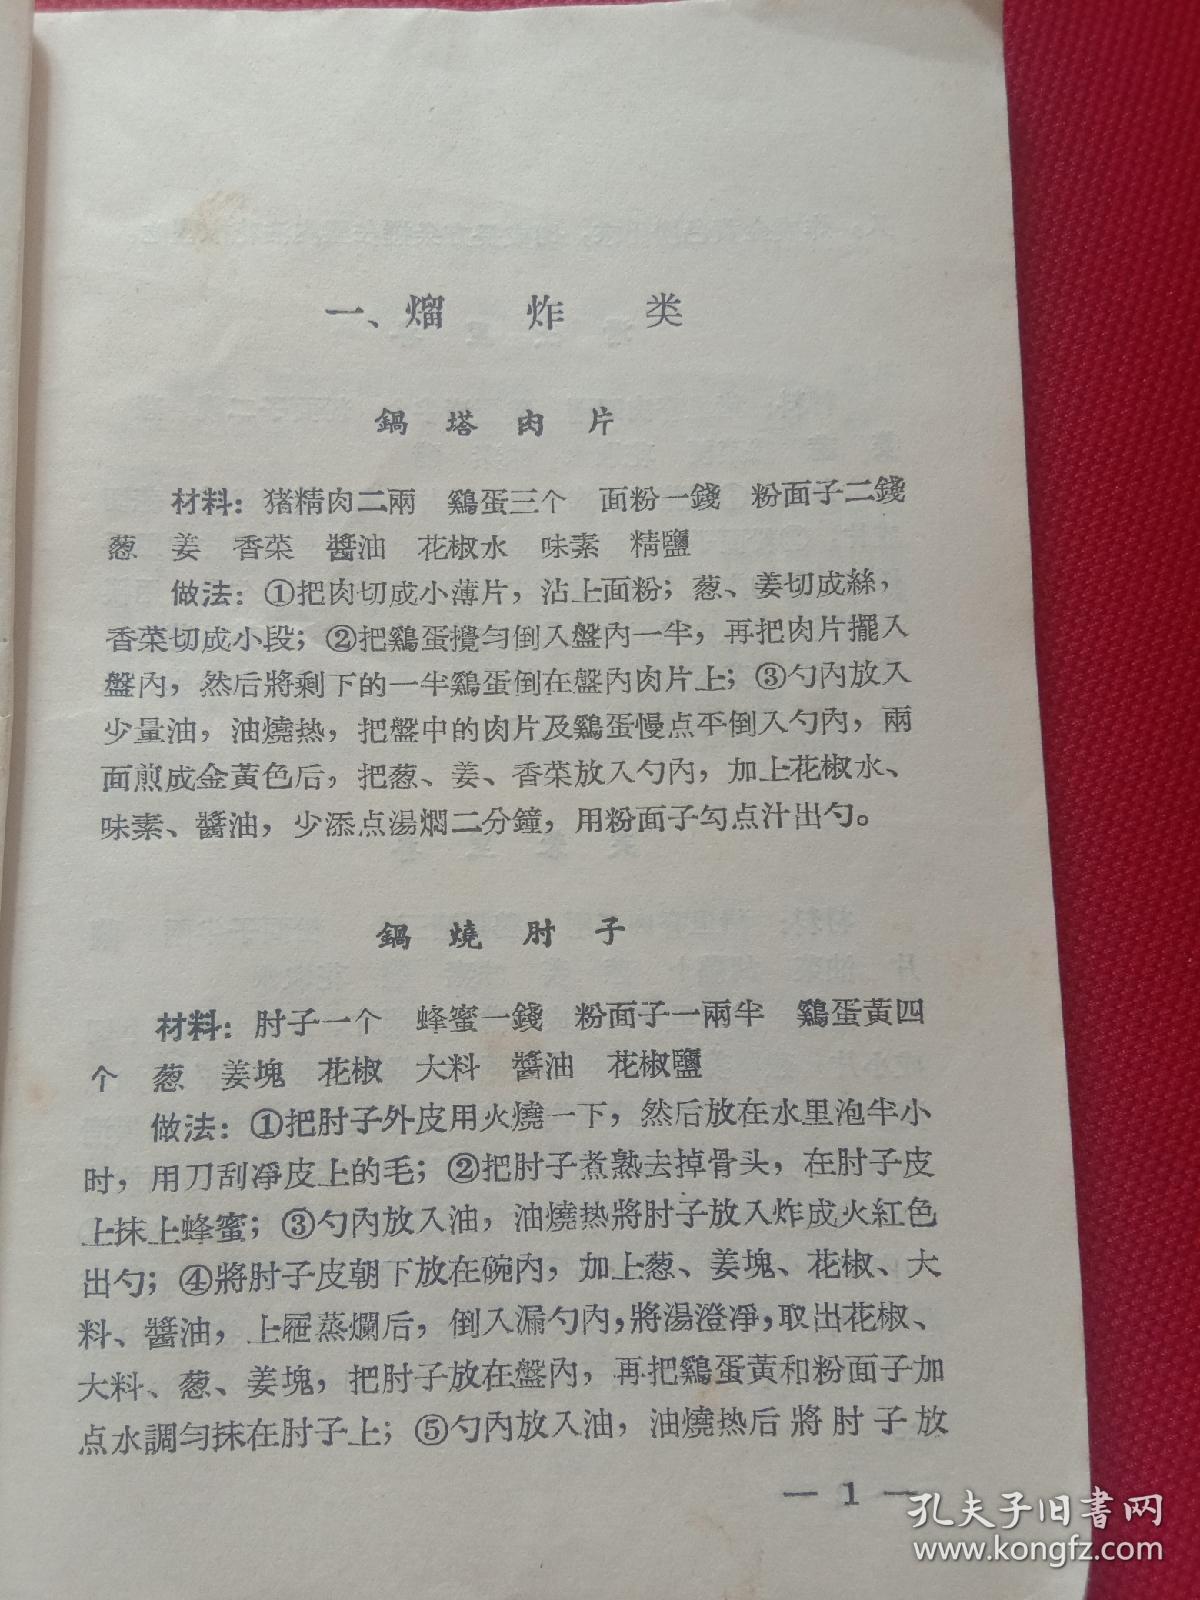 一、熘 炸 类
鍋 塔 肉 片
材料：猪精肉二兩 鷄蛋三个 面粉一錢 粉面子二錢
葱 姜 香菜 醬油 花椒水 味素 精鹽
做法：①把肉切成小薄片，沾上面粉；葱、姜切成絲，
香菜切成小段；②把鷄蛋攪匀倒入盤內一半，再把肉片擺入
盤內，然后將剩下的一半鷄蛋倒在盤內肉片上；③勺內放入
少量油，油燒热，把盤中的肉片及鷄蛋慢点平倒入勺內，兩
面煎成金黃色后，把葱、姜、香菜放入勺內，加上花椒水、
味素、醬油，少添点湯燜二分鐘，用粉面子勾点汁出勺。
鍋 燒 肘 子
材料：肘子一个 蜂蜜一錢 粉面子一兩半 鷄蛋黃四
个 葱 姜塊 花椒 大料 醬油 花椒鹽
做法：①把肘子外皮用火燒一下，然后放在水里泡半小
时，用刀刮凈皮上的毛；②把肘子煮熟去掉骨头，在肘子皮
上抹上蜂蜜；③勺內放入油，油燒热將肘子放入炸成火紅色
出勺；④將肘子皮朝下放在碗內，加上葱、姜塊、花椒、大
料、醬油，上屜蒸爛后，倒入漏勺內，將湯澄凈，取出花椒、
大料、葱、姜塊，把肘子放在盤內，再把鷄蛋黃和粉面子加
点水調匀抹在肘子上；⑤勺內放入油，油燒热后將肘子放
— 1 —
孔夫子旧书网
www.kongfz.com